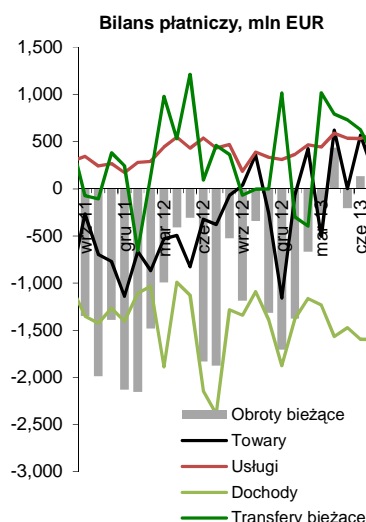 Bilans płatniczy, mln EUR
1,500
1,000
500
0
-500
-1,000
-1,500
-2,000
-2,500
-3,000
wrz 11
gru 11
mar 12
cze 12
wrz 12
gru 12
mar 13
cze 13
Obroty bieżące
Towary
Usługi
Dochody
Transfery bieżące